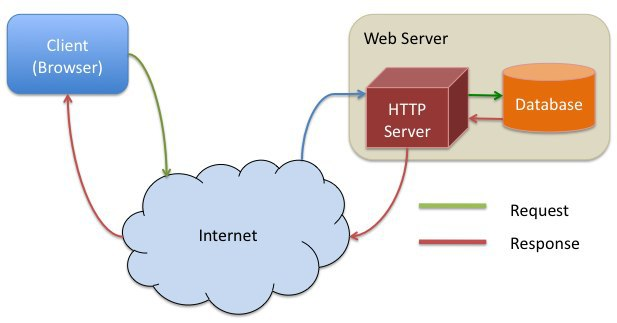 Client
(Browser)
Web Server
HTTP
Server
Database
Internet
Request
Response